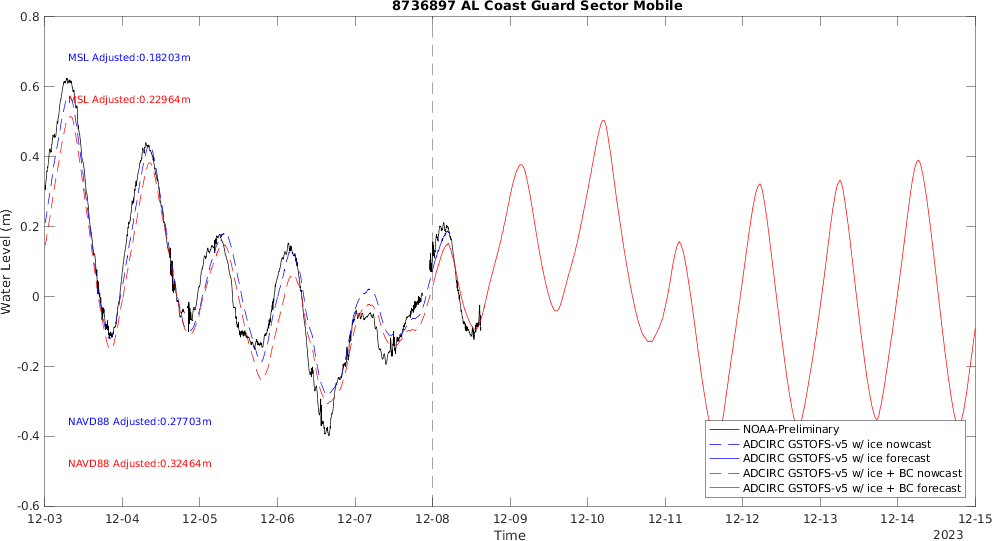 8736897 AL Coast Guard Sector Mobile
0.8
0.6
0.4
0.2
0
-0.2
-0.4
-0.6
Water Level (m)
MSL Adjusted:0.18203m
MSL Adjusted:0.22964m
NAVD88 Adjusted:0.27703m
NAVD88 Adjusted:0.32464m
NOAA-Preliminary
ADCIRC GSTOFS-v5 w/ ice nowcast
ADCIRC GSTOFS-v5 w/ ice forecast
ADCIRC GSTOFS-v5 w/ ice + BC nowcast
ADCIRC GSTOFS-v5 w/ ice + BC forecast
12-03 12-04 12-05 12-06 12-07 12-08 12-09 12-10 12-11 12-12 12-13 12-14 12-15
Time
2023